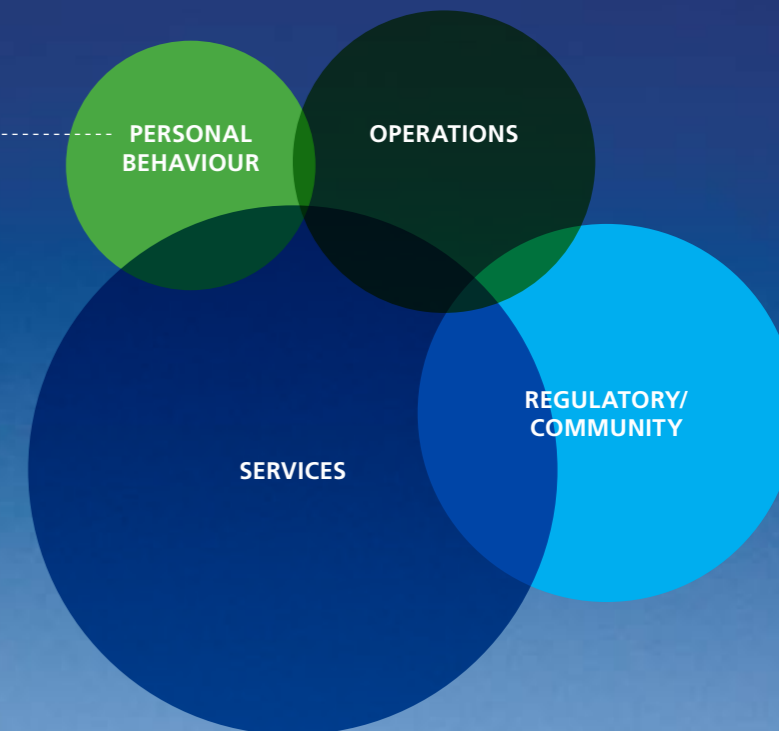 PERSONAL
BEHAVIOUR
OPERATIONS
REGULATORY/
COMMUNITY
SERVICES